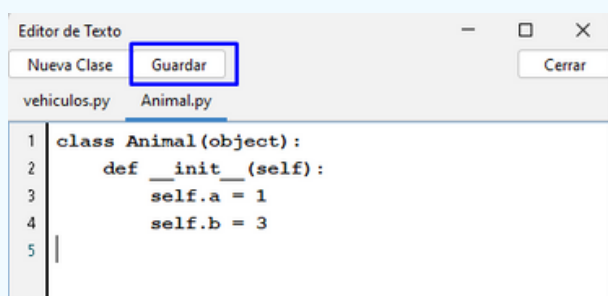 Editor de Texto
Nueva Clase Guardar Cerrar
vehiculos.py Animal.py
1 class Animal(object):
2     def __init__(self):
3         self.a = 1
4         self.b = 3
5